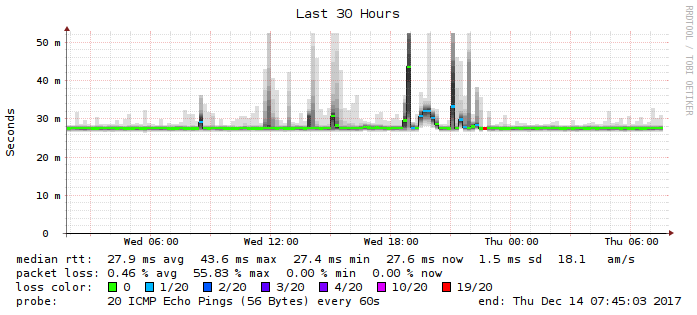 Last 30 Hours
RRDTOOL / TOBI OETIKER
Seconds
50 m
40 m
30 m
20 m
10 m
0
Wed 06:00 Wed 12:00 Wed 18:00 Thu 00:00 Thu 06:00
median rtt: 27.9 ms avg 43.6 ms max 27.4 ms min 27.6 ms now 1.5 ms sd 18.1 am/s
packet loss: 0.46 % avg 55.83 % max 0.00 % min 0.00 % now
loss color: 0 1/20 2/20 3/20 4/20 10/20 19/20
probe: 20 ICMP Echo Pings (56 Bytes) every 60s end: Thu Dec 14 07:45:03 2017